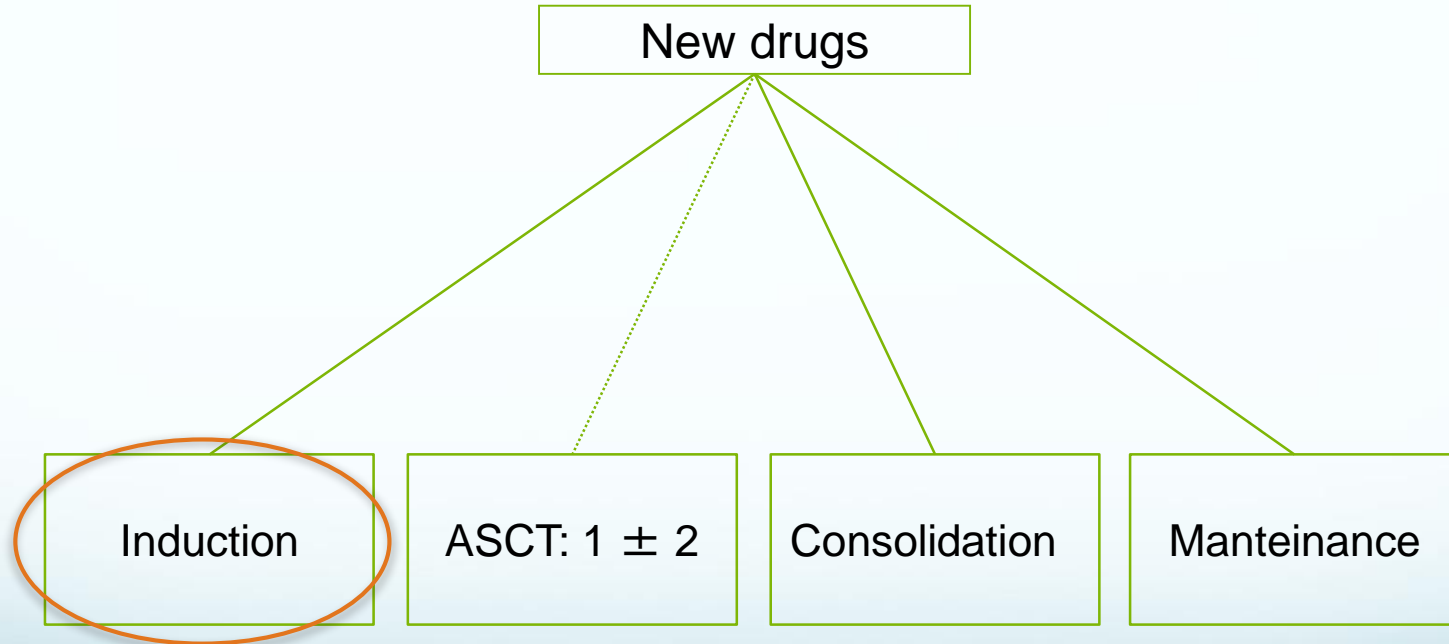 New drugs
Induction
ASCT: 1 ± 2
Consolidation
Manteinance